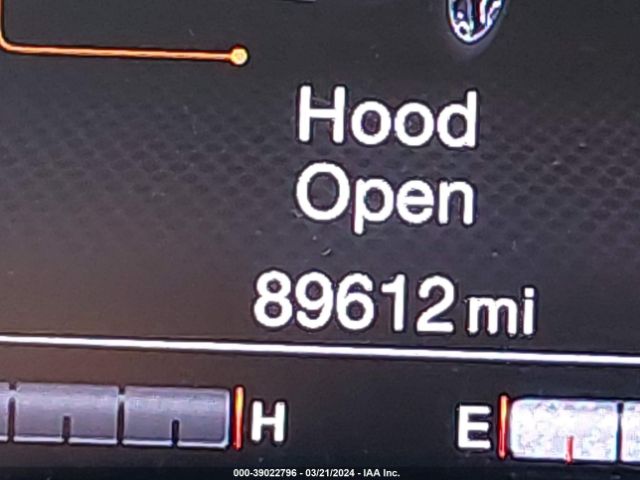 Hood
Open
89612 mi
H E
000-39022796 - 03/21/2024 - IAA Inc.